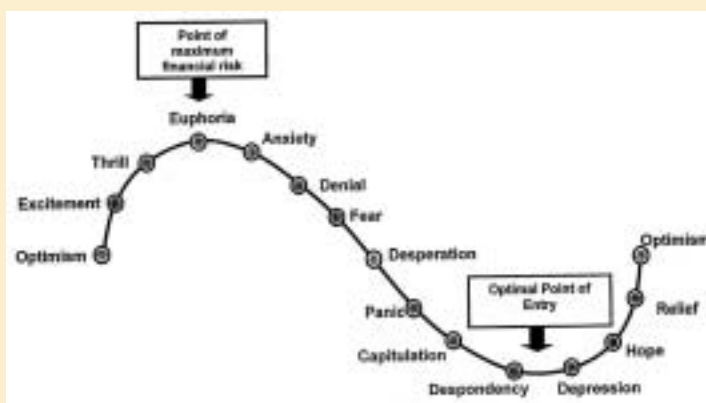 Point of
maximum
financial risk
Euphoria
Anxiety
Thrill
Denial
Excitement
Fear
Optimism
Desperation
Optimism
Optimal Point of
Entry
Relief
Panic
Hope
Capitulation
Despondency
Depression